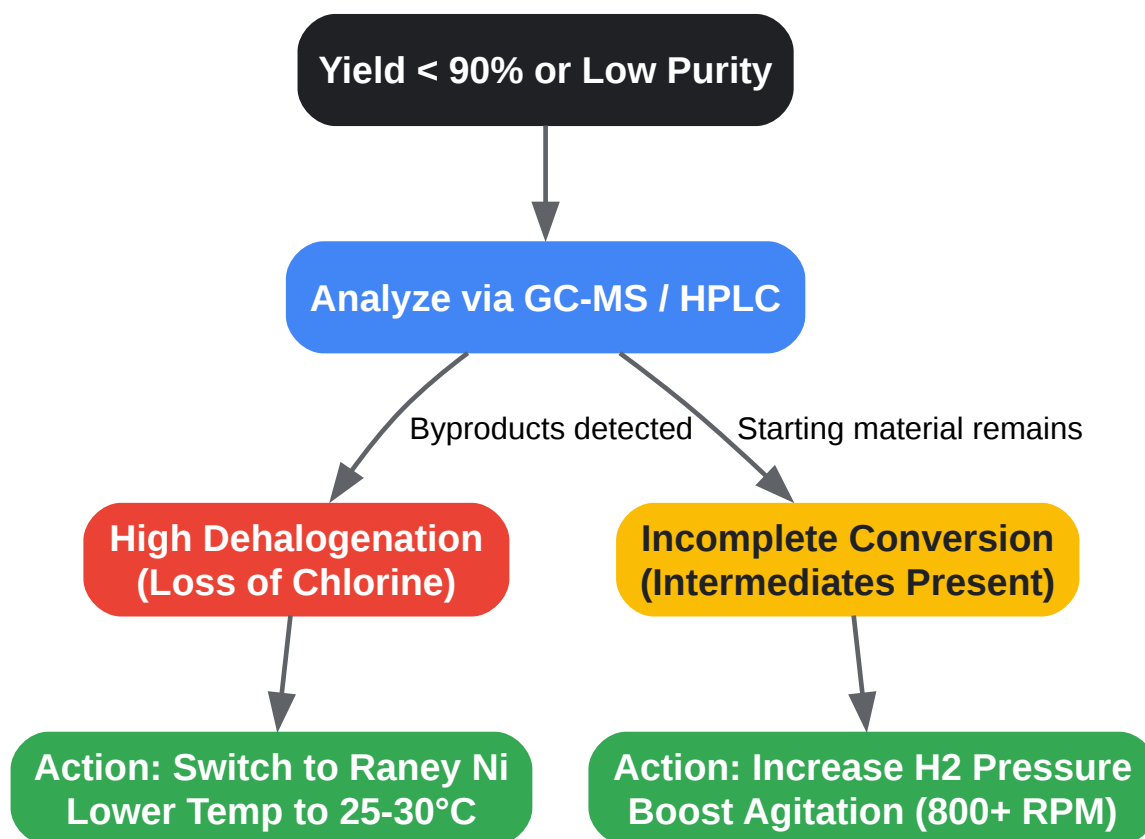 Yield < 90% or Low Purity
Analyze via GC-MS / HPLC
Byproducts detected
Starting material remains
High Dehalogenation
(Loss of Chlorine)
Incomplete Conversion
(Intermediates Present)
Action: Switch to Raney Ni
Lower Temp to 25-30°C
Action: Increase H2 Pressure
Boost Agitation (800+ RPM)